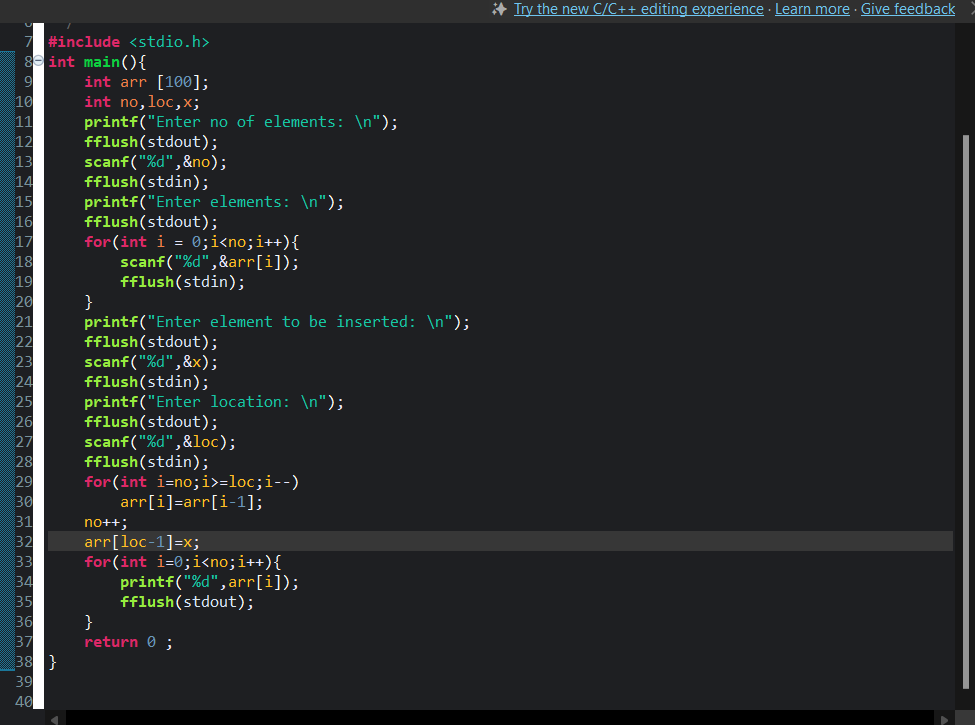 Try the new C/C++ editing experience · Learn more · Give feedback
7 #include <stdio.h>
8 int main(){
9     int arr [100];
10     int no,loc,x;
11     printf("Enter no of elements: \n");
12     fflush(stdout);
13     scanf("%d",&no);
14     fflush(stdin);
15     printf("Enter elements: \n");
16     fflush(stdout);
17     for(int i = 0;i<no;i++){
18         scanf("%d",&arr[i]);
19         fflush(stdin);
20     }
21     printf("Enter element to be inserted: \n");
22     fflush(stdout);
23     scanf("%d",&x);
24     fflush(stdin);
25     printf("Enter location: \n");
26     fflush(stdout);
27     scanf("%d",&loc);
28     fflush(stdin);
29     for(int i=no;i>=loc;i--)
30         arr[i]=arr[i-1];
31     no++;
32     arr[loc-1]=x;
33     for(int i=0;i<no;i++){
34         printf("%d",arr[i]);
35         fflush(stdout);
36     }
37     return 0 ;
38 }
39
40